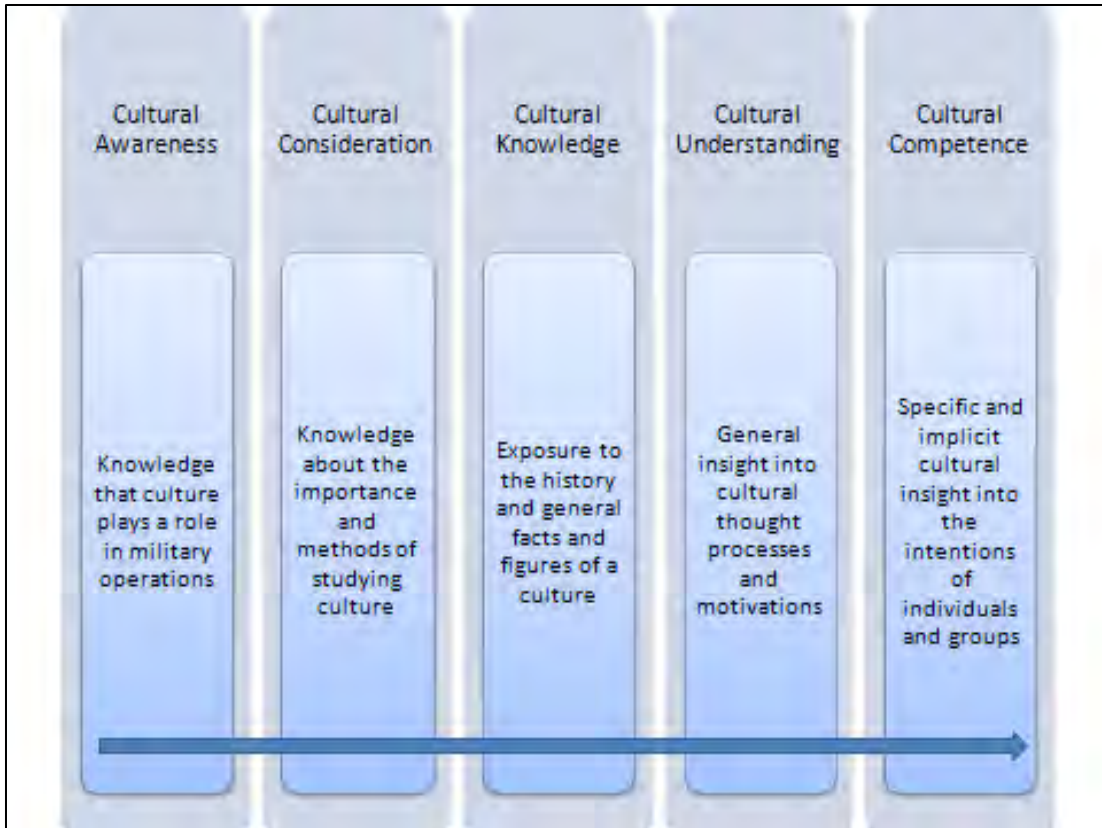 Cultural
Awareness
Cultural
Consideration
Cultural
Knowledge
Cultural
Understanding
Cultural
Competence
Knowledge
that culture
plays a role
in military
operations
Knowledge
about the
importance
and
methods of
studying
culture
Exposure to
the history
and general
facts and
figures of a
culture
General
insight into
cultural
thought
processes
and
motivations
Specific and
implicit
cultural
insight into
the
intentions
of
individuals
and groups